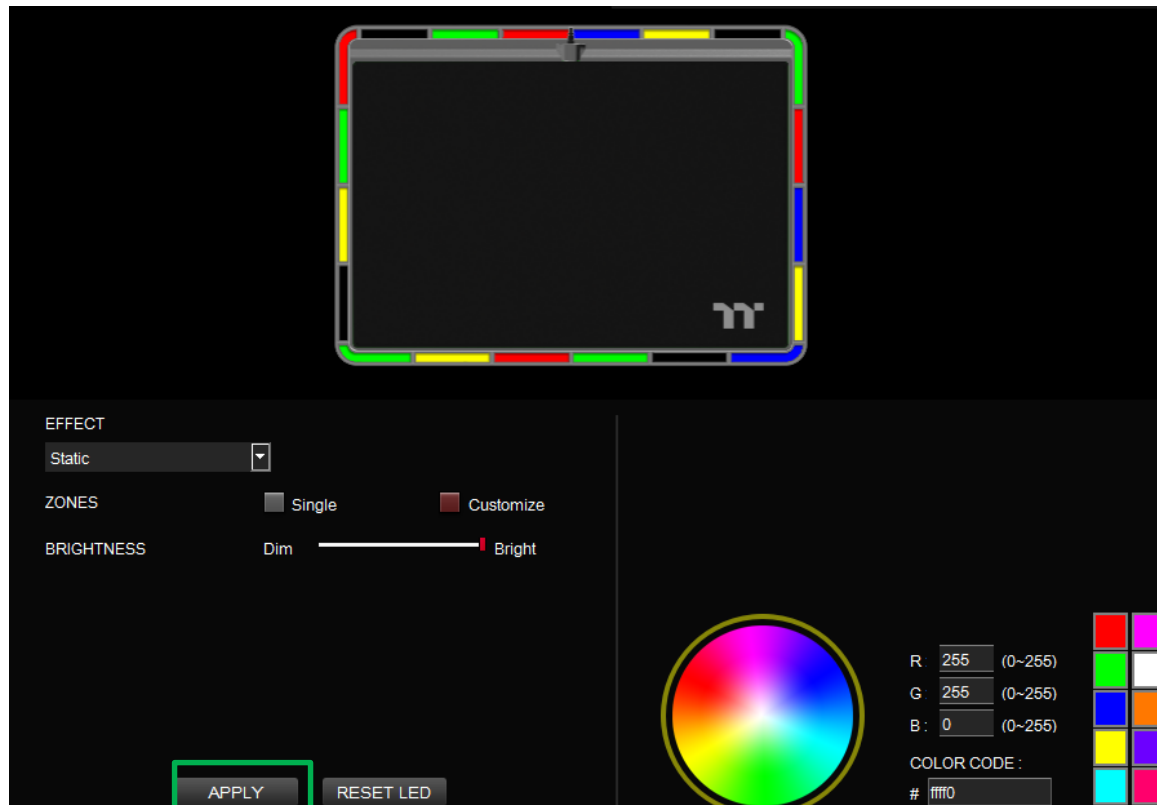 EFFECT
Static
ZONES Single Customize
BRIGHTNESS Dim Bright
R: 255 (0~255)
G: 255 (0~255)
B: 0 (0~255)
COLOR CODE :
# ffff0
APPLY RESET LED